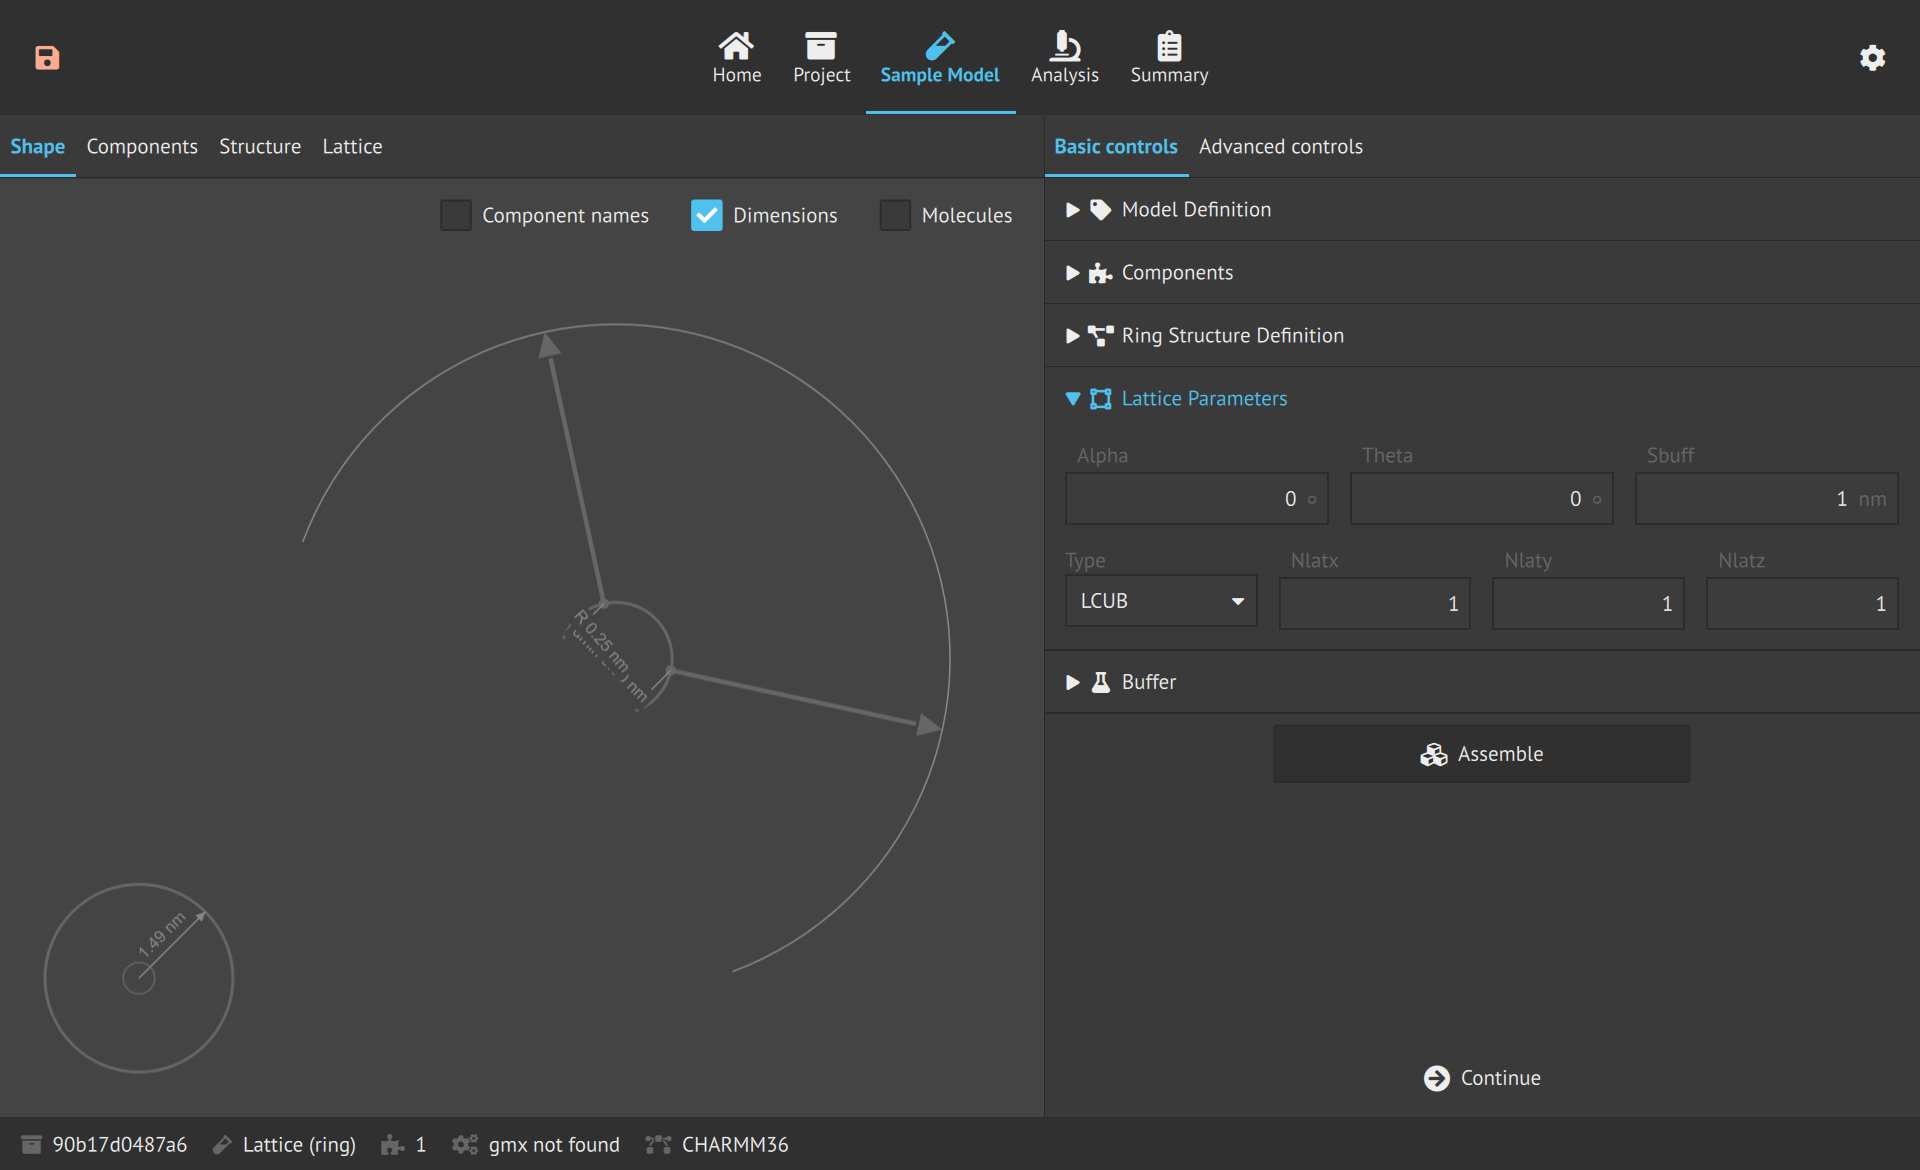 Home Project Sample Model Analysis Summary
Shape Components Structure Lattice
Component names Dimensions Molecules
R 0.25 nm
nm
1.49 nm
Basic controls Advanced controls
Model Definition
Components
Ring Structure Definition
Lattice Parameters
Alpha Theta Sbuff
0 ° 0 ° 1 nm
Type Nlatx Nlaty Nlatz
LCUB 1 1 1
Buffer
Assemble
Continue
90b17d0487a6 Lattice (ring) 1 gmx not found CHARMM36